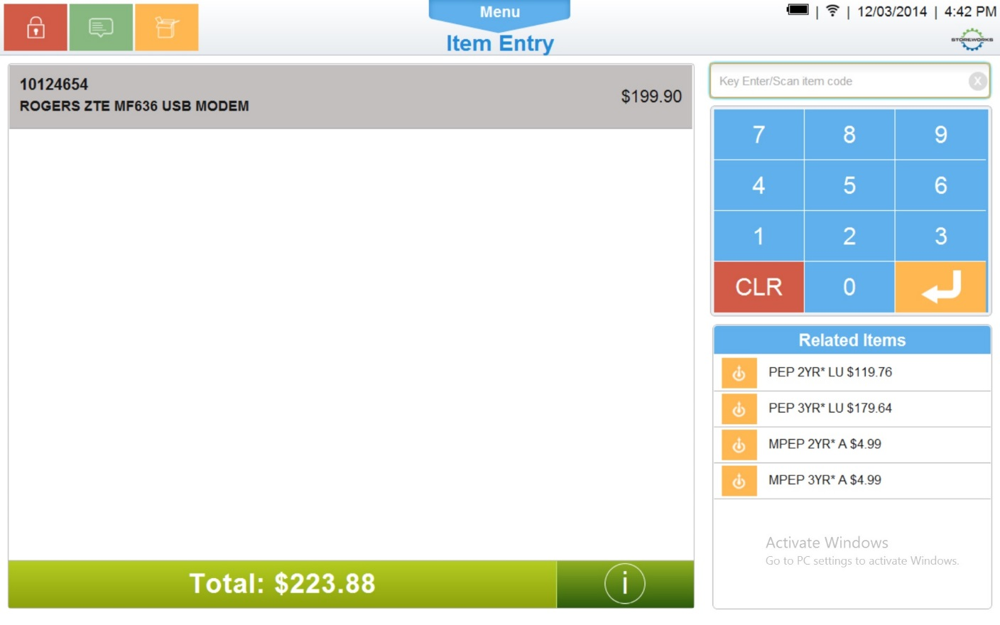 Menu
Item Entry
| | 12/03/2014 | 4:42 PM
STOREWORKS
10124654
ROGERS ZTE MF636 USB MODEM
$199.90
Key Enter/Scan item code
X
7 8 9
4 5 6
1 2 3
CLR 0
Related Items
PEP 2YR* LU $119.76
PEP 3YR* LU $179.64
MPEP 2YR* A $4.99
MPEP 3YR* A $4.99
Activate Windows
Go to PC settings to activate Windows.
Total: $223.88
i